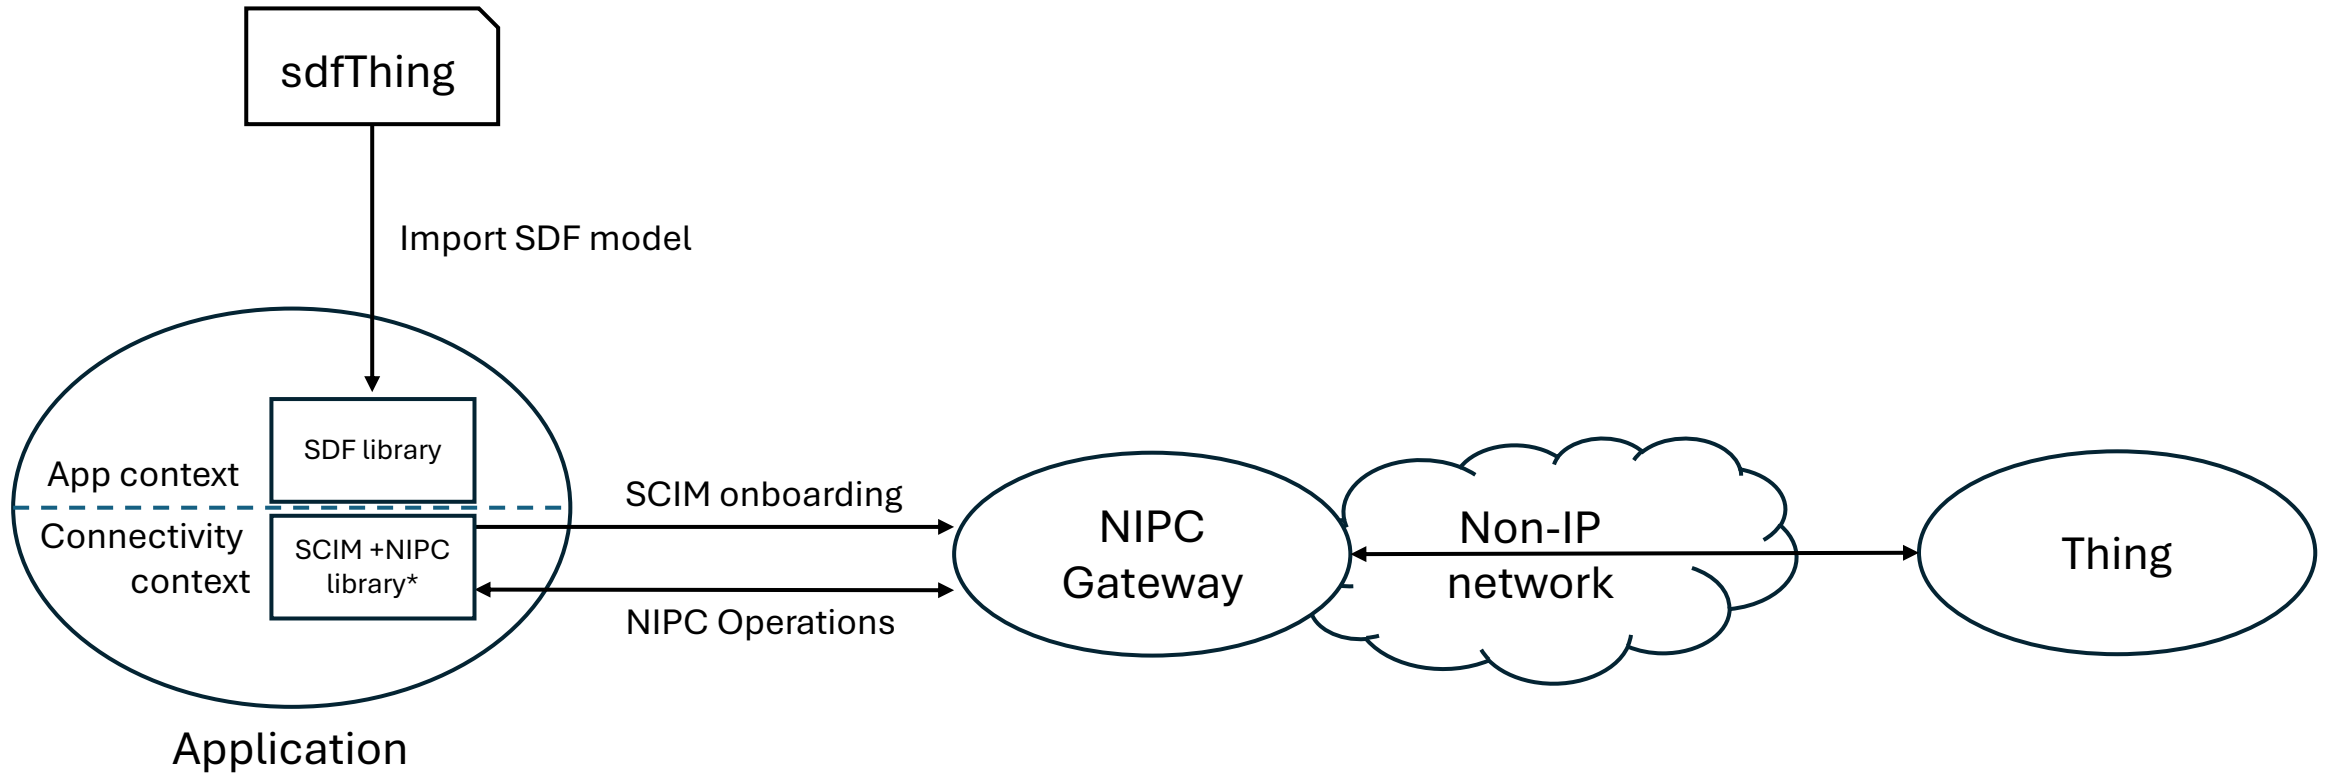 sdfThing
Import SDF model
SDF library
App context
Connectivity
context
SCIM +NIPC
library*
SCIM onboarding
NIPC Operations
NIPC
Gateway
Non-IP
network
Thing
Application